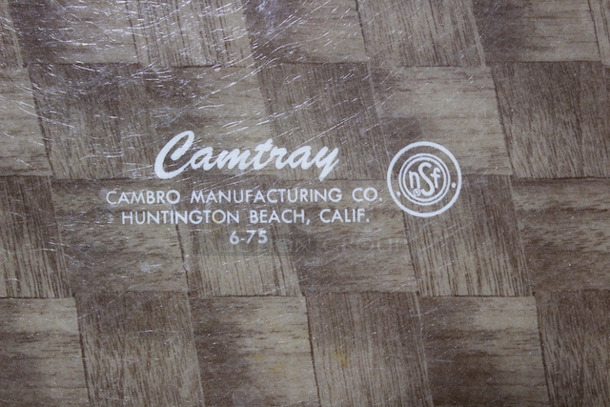 Camtray
CAMBRO MANUFACTURING CO.
HUNTINGTON BEACH, CALIF.
6-75
nsf